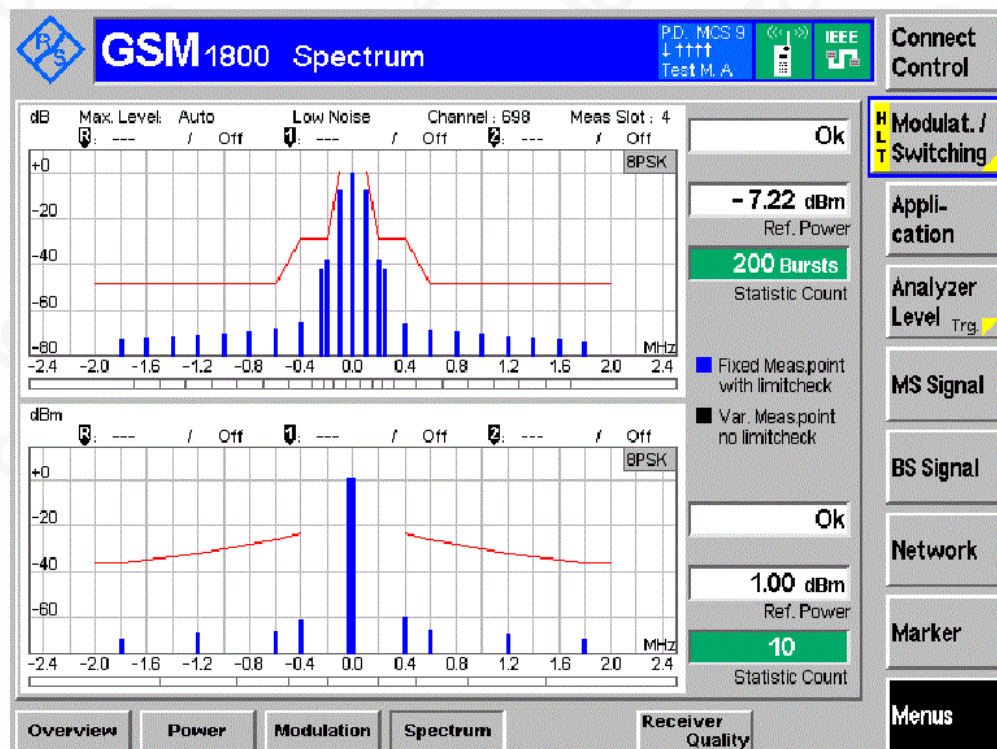 R/S
GSM 1800 Spectrum
P.D. MCS 9
↓ ↑↑↑↑
Test M. A.
IEEE
Connect Control
dB Max. Level: Auto Low Noise Channel : 698 Meas Slot : 4
R: --- / Off 1: --- / Off 2: --- / Off
8PSK
+0
-20
-40
-60
-80
MHz
-2.4 -2.0 -1.6 -1.2 -0.8 -0.4 0.0 0.4 0.8 1.2 1.6 2.0 2.4
Ok
- 7.22 dBm
Ref. Power
200 Bursts
Statistic Count
Fixed Meas.point
with limitcheck
Var. Meas.point
no limitcheck
dBm
R: --- / Off 1: --- / Off 2: --- / Off
8PSK
+0
-20
-40
-60
MHz
-2.4 -2.0 -1.6 -1.2 -0.8 -0.4 0.0 0.4 0.8 1.2 1.6 2.0 2.4
Ok
1.00 dBm
Ref. Power
10
Statistic Count
HLT
Modulat. /
Switching
Appli-
cation
Analyzer
Level Trg.
MS Signal
BS Signal
Network
Marker
Menus
Overview
Power
Modulation
Spectrum
Receiver
Quality